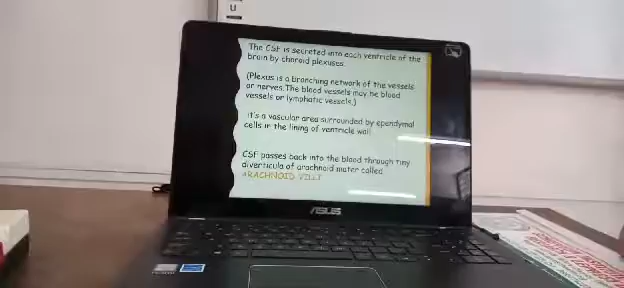 U
The CSF is secreted into each ventricle of the
brain by choroid plexuses.
(Plexus is a branching network of the vessels
or nerves. The blood vessels may be blood
vessels or lymphatic vessels.)
It's a vascular area surrounded by ependymal
cells in the lining of ventricle wall
CSF passes back into the blood through tiny
diverticula of arachnoid mater called
ARACHNOID VILLI
ASUS